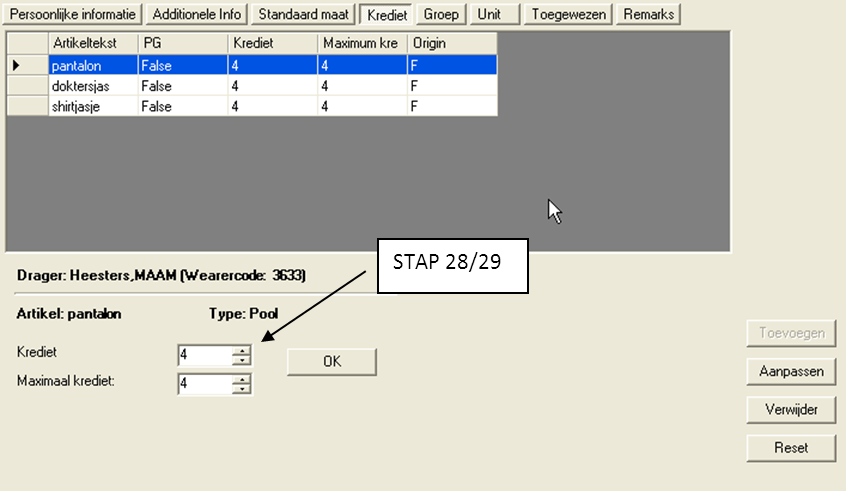 Persoonlijke informatie Additionele Info Standaard maat Krediet Groep Unit Toegewezen Remarks
Artikeltekst PG Krediet Maximum kre Origin
pantalon False 4 4 F
doktersjas False 4 4 F
shirtjasje False 4 4 F
STAP 28/29
Drager: Heesters,MAAM (Wearercode: 3633)
Artikel: pantalon Type: Pool
Krediet 4
OK
Maximaal krediet: 4
Toevoegen
Aanpassen
Verwijder
Reset